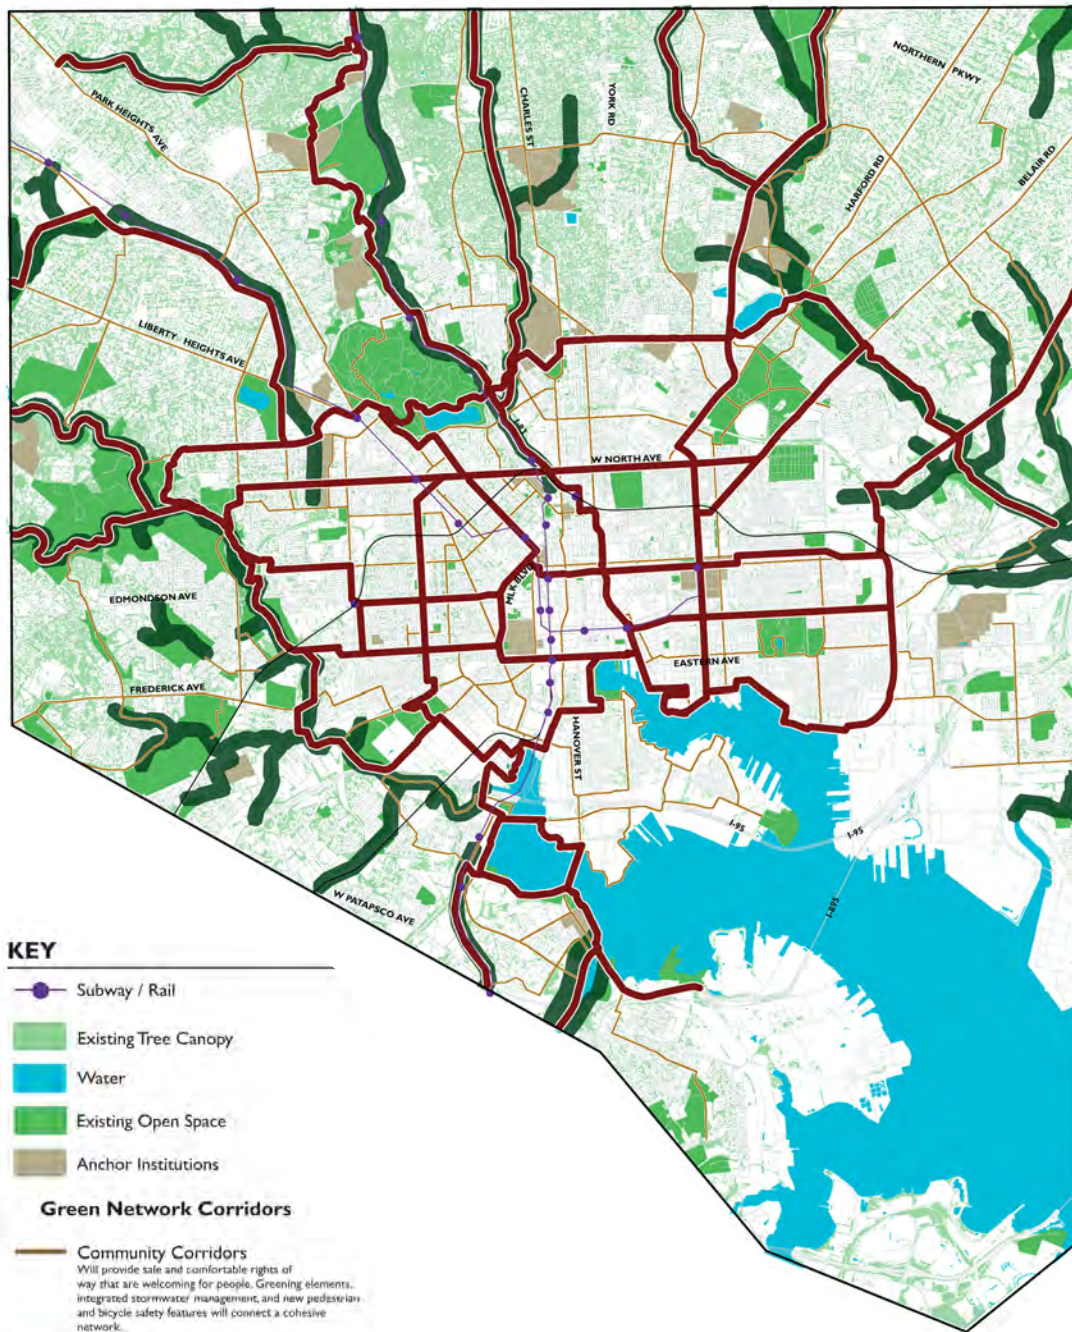 NORTHERN PKWY
PARK HEIGHTS AVE
CHARLES ST
YORK RD
HARFORD RD
BELAIR RD
LIBERTY HEIGHTS AVE
W NORTH AVE
MLK BLVD
EDMONDSON AVE
EASTERN AVE
FREDERICK AVE
HANOVER ST
I-95
I-95
I-895
W PATAPSCO AVE
KEY
Subway / Rail
Existing Tree Canopy
Water
Existing Open Space
Anchor Institutions
Green Network Corridors
Community Corridors
Will provide safe and comfortable rights of
way that are welcoming for people. Greening elements,
integrated stormwater management, and new pedestrian
and bicycle safety features will connect a cohesive
network.